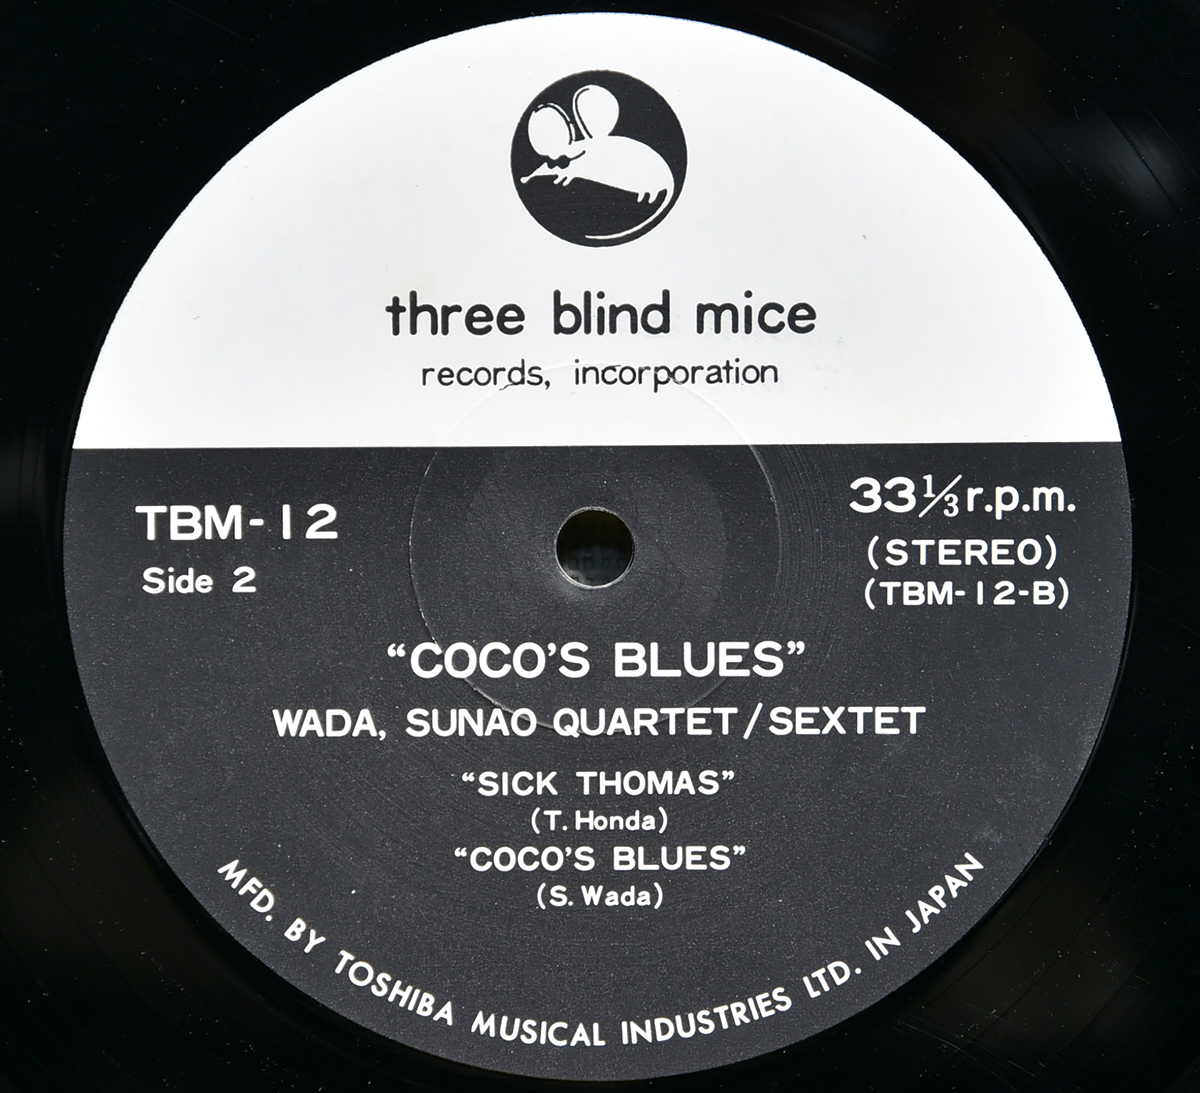 three blind mice
records, incorporation
TBM-12
Side 2
33⅓ r.p.m.
(STEREO)
(TBM-12-B)
“COCO’S BLUES”
WADA, SUNAO QUARTET/SEXTET
“SICK THOMAS”
(T. Honda)
“COCO’S BLUES”
(S. Wada)
MFD. BY TOSHIBA MUSICAL INDUSTRIES LTD. IN JAPAN